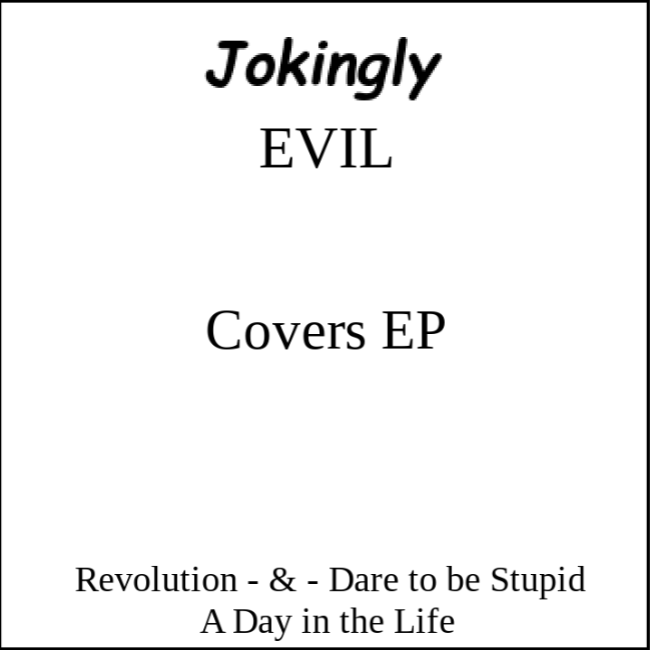 Jokingly
EVIL
Covers EP
Revolution - & - Dare to be Stupid
A Day in the Life